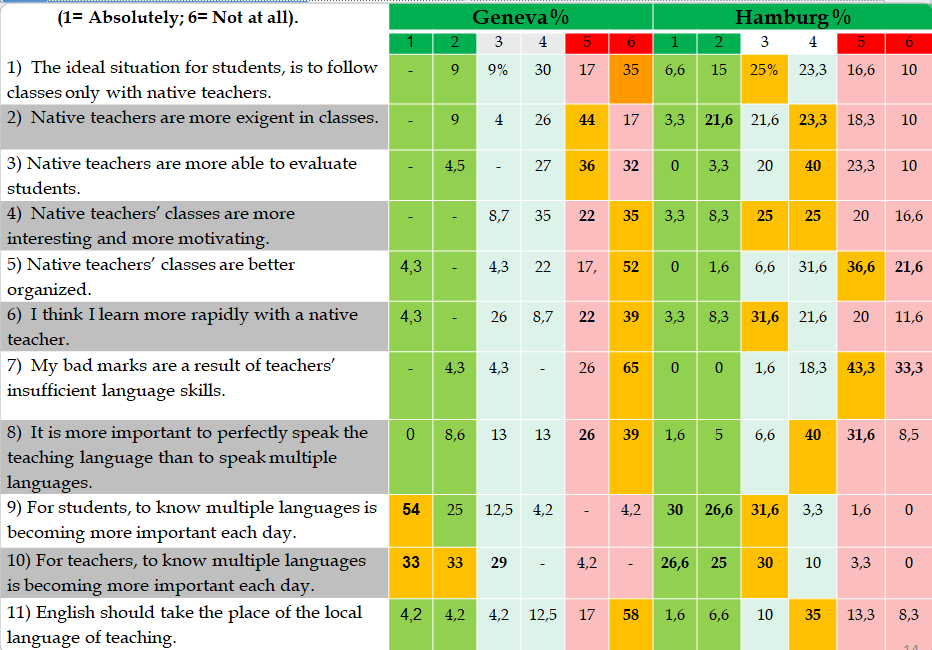 (1= Absolutely; 6= Not at all). Geneva% Hamburg %
1 2 3 4 5 6 1 2 3 4 5 6
1) The ideal situation for students, is to follow - 9 9% 30 17 35 6,6 15 25% 23,3 16,6 10
classes only with native teachers.
2) Native teachers are more exigent in classes. - 9 4 26 44 17 3,3 21,6 21,6 23,3 18,3 10
3) Native teachers are more able to evaluate - 4,5 - 27 36 32 0 3,3 20 40 23,3 10
students.
4) Native teachers’ classes are more - - 8,7 35 22 35 3,3 8,3 25 25 20 16,6
interesting and more motivating.
5) Native teachers’ classes are better 4,3 - 4,3 22 17, 52 0 1,6 6,6 31,6 36,6 21,6
organized.
6) I think I learn more rapidly with a native 4,3 - 26 8,7 22 39 3,3 8,3 31,6 21,6 20 11,6
teacher.
7) My bad marks are a result of teachers’ - 4,3 4,3 - 26 65 0 0 1,6 18,3 43,3 33,3
insufficient language skills.
8) It is more important to perfectly speak the 0 8,6 13 13 26 39 1,6 5 6,6 40 31,6 8,5
teaching language than to speak multiple
languages.
9) For students, to know multiple languages is 54 25 12,5 4,2 - 4,2 30 26,6 31,6 3,3 1,6 0
becoming more important each day.
10) For teachers, to know multiple languages 33 33 29 - 4,2 - 26,6 25 30 10 3,3 0
is becoming more important each day.
11) English should take the place of the local 4,2 4,2 4,2 12,5 17 58 1,6 6,6 10 35 13,3 8,3
language of teaching.
14